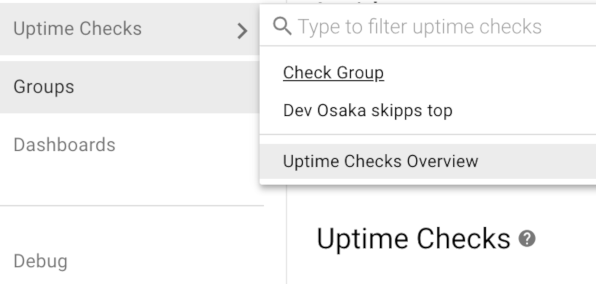 Uptime Checks
Type to filter uptime checks
Check Group
Groups
Dev Osaka skipps top
Dashboards
Uptime Checks Overview
Uptime Checks
Debug